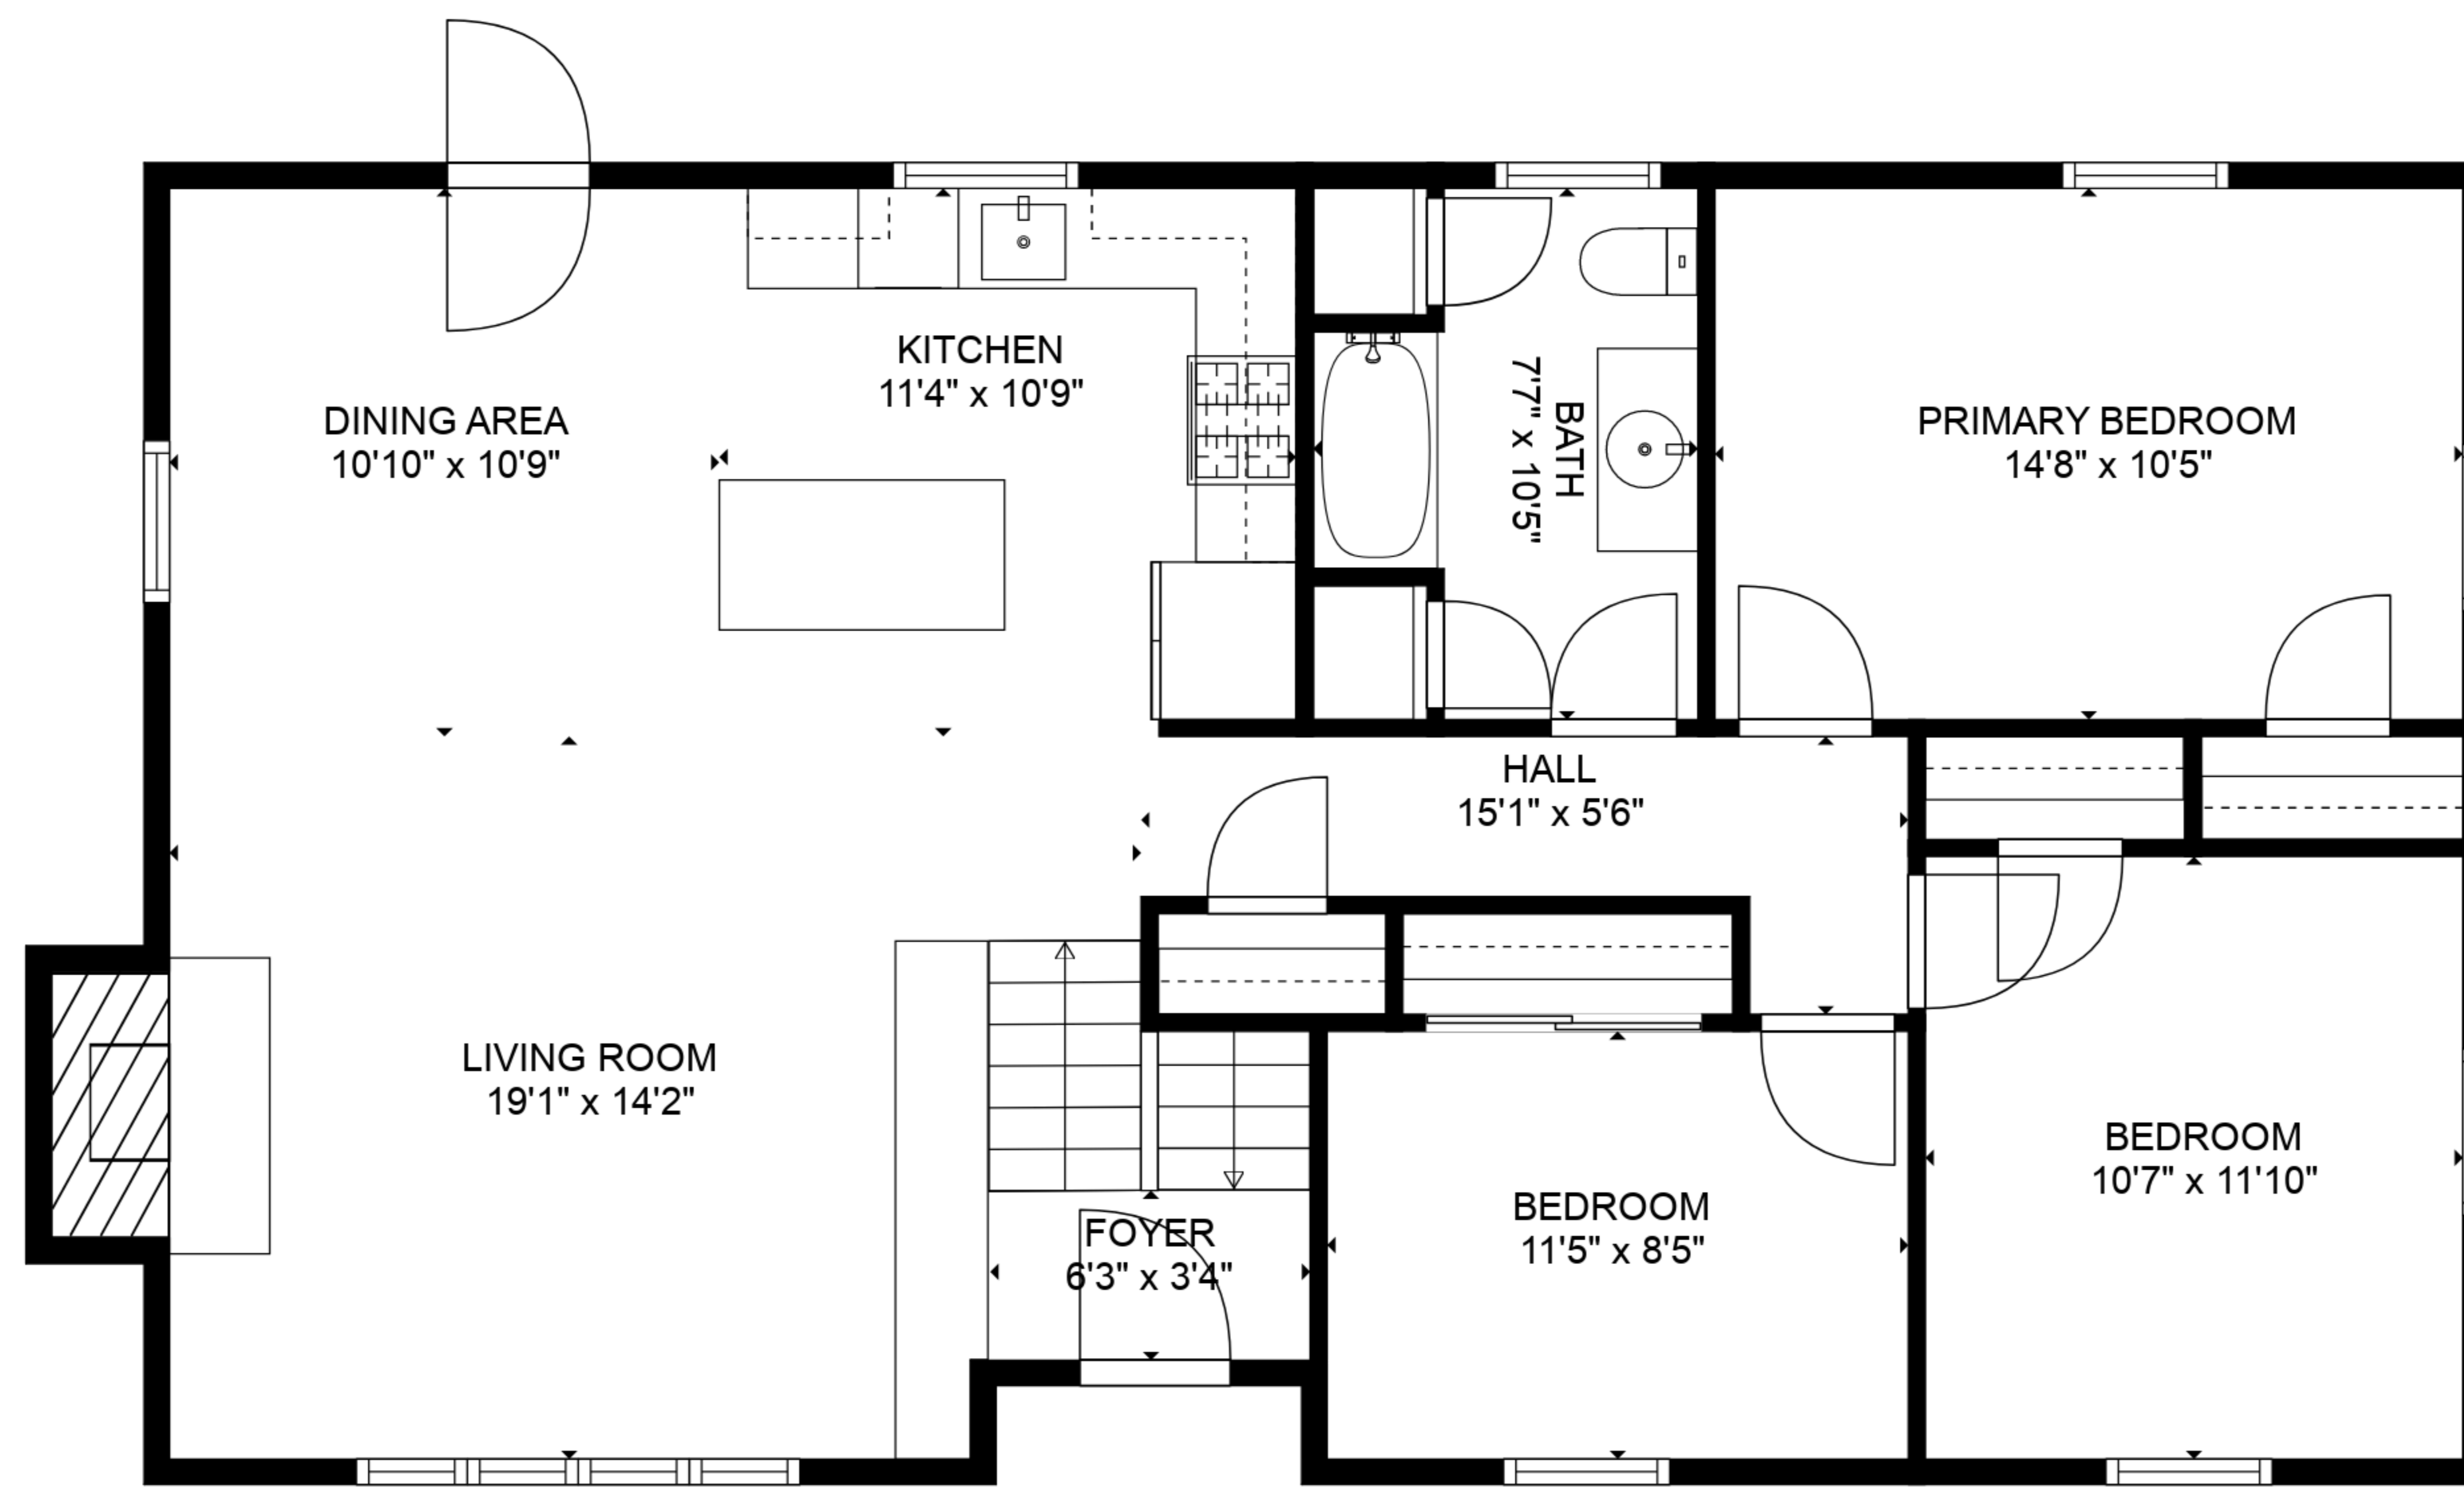 KITCHEN
11'4" x 10'9"
DINING AREA
10'10" x 10'9"
BATH
7'7" x 10'5"
PRIMARY BEDROOM
14'8" x 10'5"
HALL
15'1" x 5'6"
LIVING ROOM
19'1" x 14'2"
FOYER
6'3" x 3'4"
BEDROOM
11'5" x 8'5"
BEDROOM
10'7" x 11'10"